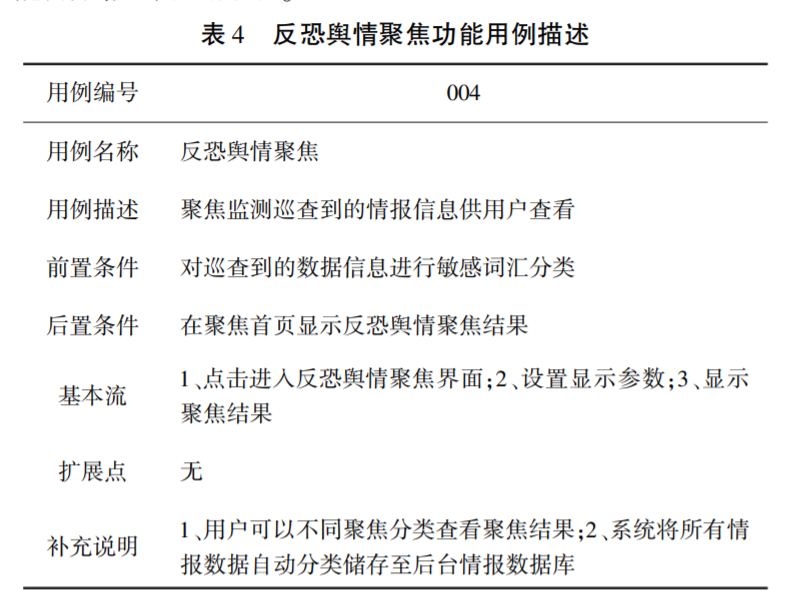 表 4 反恐舆情聚焦功能用例描述
用例编号 004
用例名称 反恐舆情聚焦
用例描述 聚焦监测巡查到的情报信息供用户查看
前置条件 对巡查到的数据信息进行敏感词汇分类
后置条件 在聚焦首页显示反恐舆情聚焦结果
基本流 1、点击进入反恐舆情聚焦界面;2、设置显示参数;3、显示
聚焦结果
扩展点 无
补充说明 1、用户可以不同聚焦分类查看聚焦结果;2、系统将所有情
报数据自动分类储存至后台情报数据库